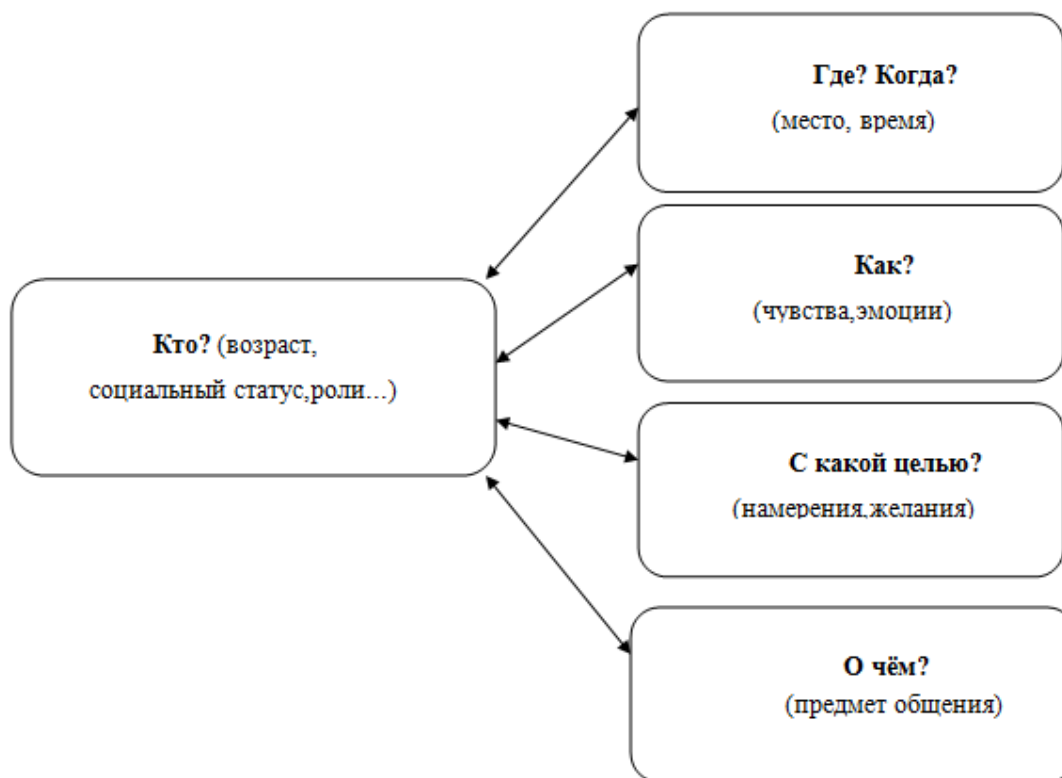 Где? Когда?
(место, время)
Как?
(чувства,эмоции)
Кто? (возраст,
социальный статус,роли...)
С какой целью?
(намерения,желания)
О чём?
(предмет общения)